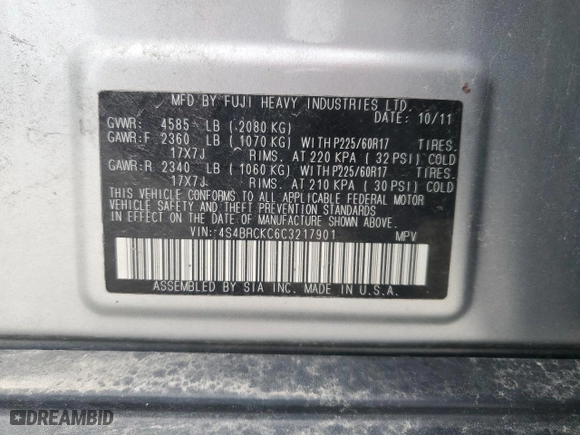 MFD BY FUJI HEAVY INDUSTRIES LTD.
DATE: 10/11
GVWR: 4585 LB ( 2080 KG)
GAWR:F 2360 LB ( 1070 KG) WITH P225/60R17 TIRES.
17X7J RIMS. AT 220 KPA ( 32 PSI) COLD
GAWR:R 2340 LB ( 1060 KG) WITH P225/60R17 TIRES.
17X7J RIMS. AT 210 KPA ( 30 PSI) COLD
THIS VEHICLE CONFORMS TO ALL APPLICABLE FEDERAL MOTOR
VEHICLE SAFETY AND THEFT PREVENTION STANDARDS
IN EFFECT ON THE DATE OF MANUFACTURE SHOWN ABOVE.
VIN: 4S4BRCKC6C3217901 MPV
ASSEMBLED BY SIA INC. MADE IN U.S.A.
DREAMBID